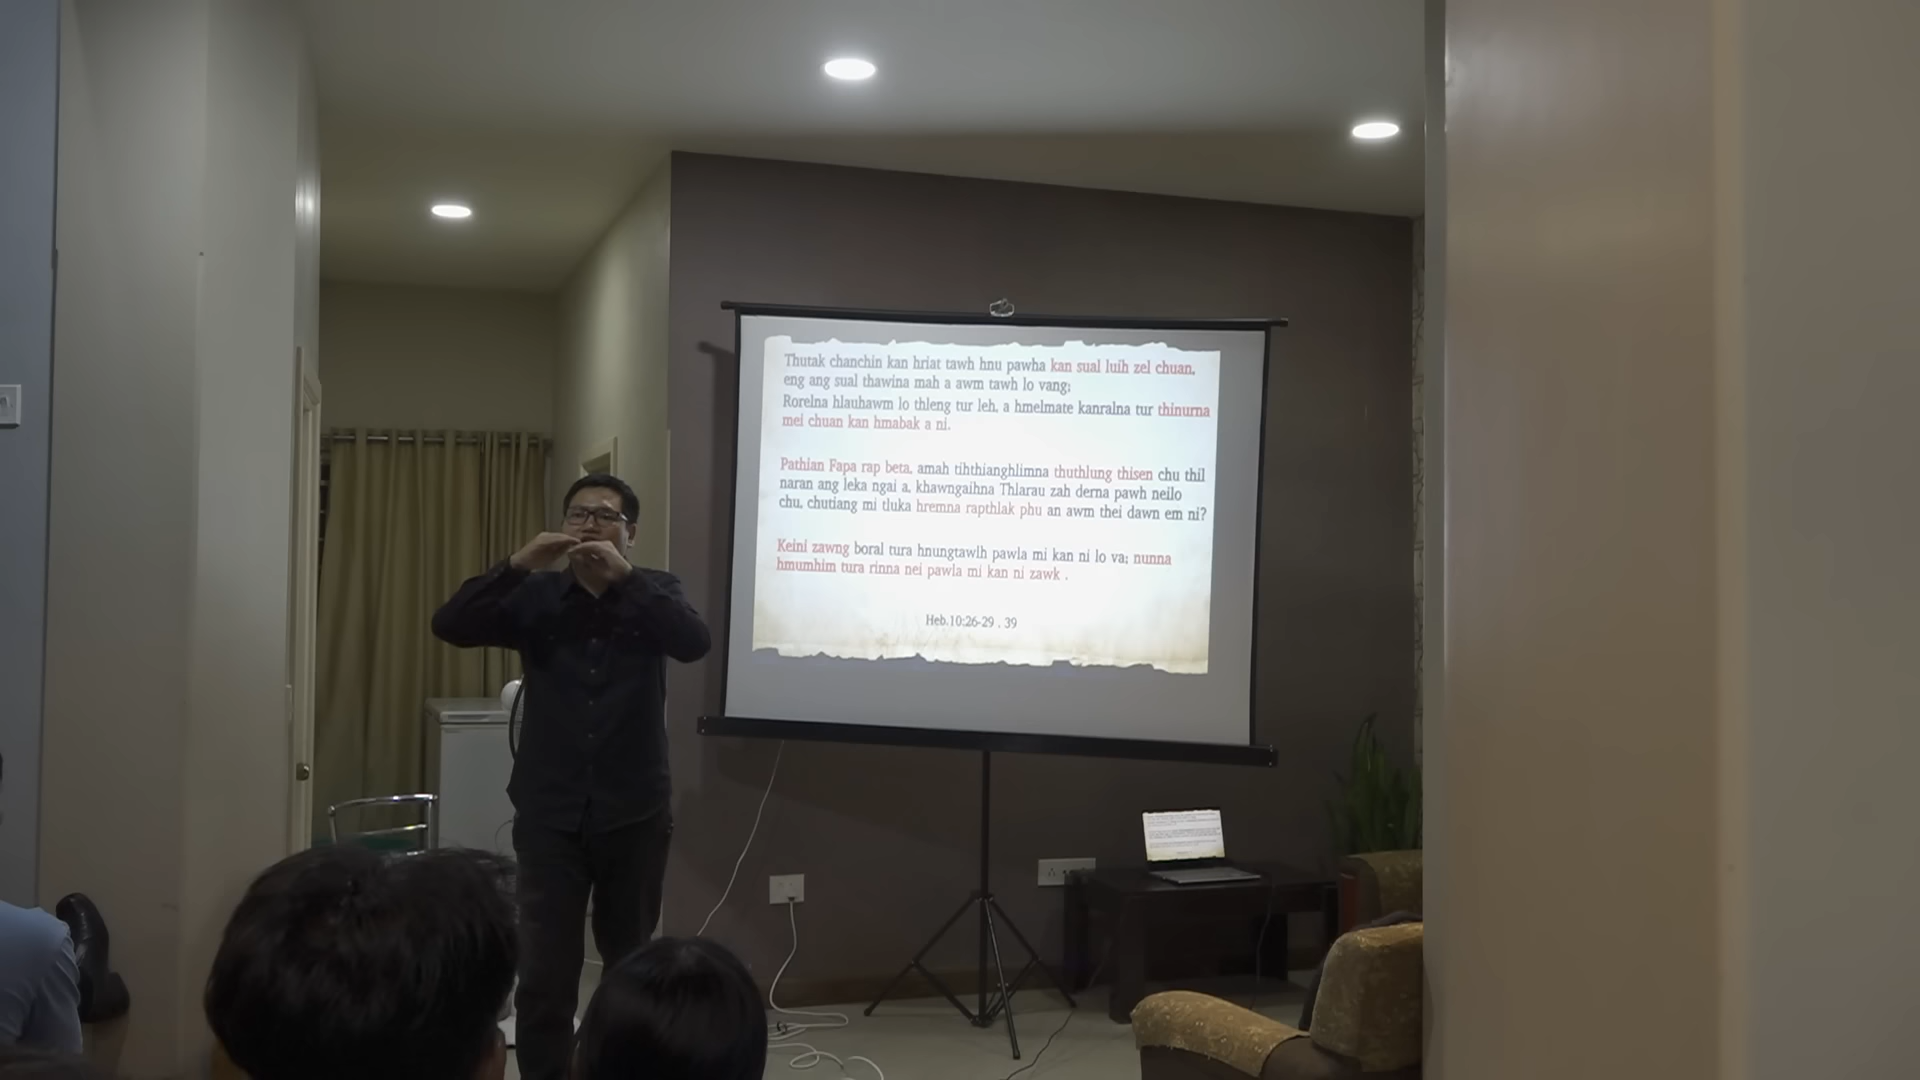 Thutak chanchin kan hriat tawh hnu pawha kan sual luih zel chuan,
eng ang sual thawina mah a awm tawh lo vang;
Rorelna hlauhawm lo thleng tur leh, a hmelmate kanralna tur thinurna
mei chuan kan hmabak a ni.
Pathian Fapa rap beta, amah tihthianghlimna thuthlung thisen chu thil
naran ang leka ngai a, khawngaihna Thlarau zah derna pawh neilo
chu, chutiang mi tluka hremna rapthlak phu an awm thei dawn em ni?
Keini zawng boral tura hnungtawlh pawla mi kan ni lo va; nunna
hmumhim tura rinna nei pawla mi kan ni zawk .
Heb.10:26-29 , 39